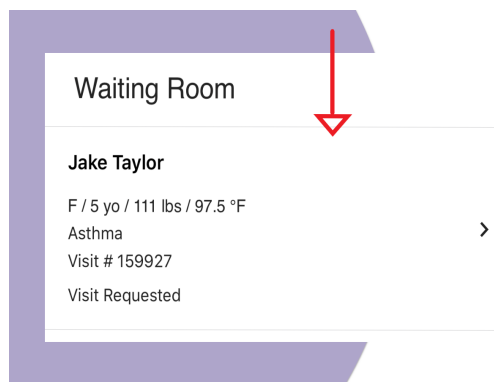 Waiting Room
Jake Taylor
F / 5 yo / 111 lbs / 97.5 °F
Asthma
Visit # 159927
Visit Requested